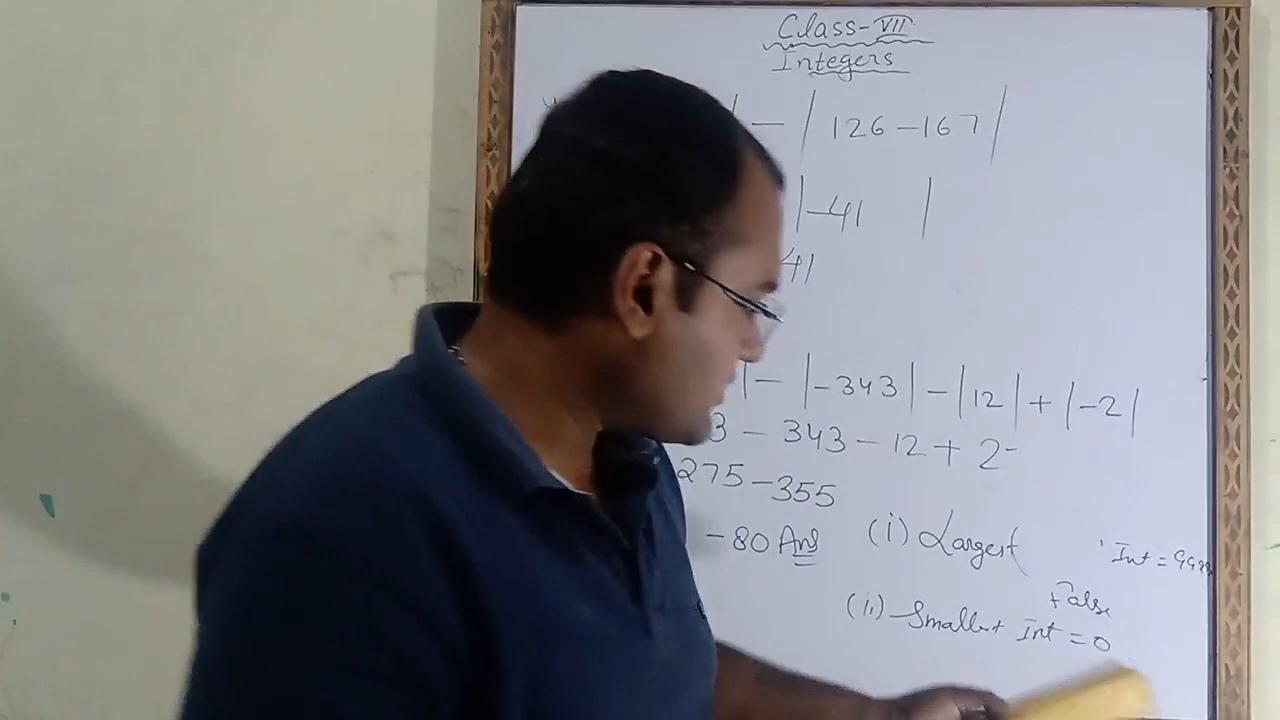 Class-VII
Integers
| - | 126 - 167 |
| -41 |
41
| - | -343 | - | 12 | + | -2 |
3 - 343 - 12 + 2
275 - 355
-80 Ans
(i) Largest Int = 999
False
(ii) Smallest Int = 0